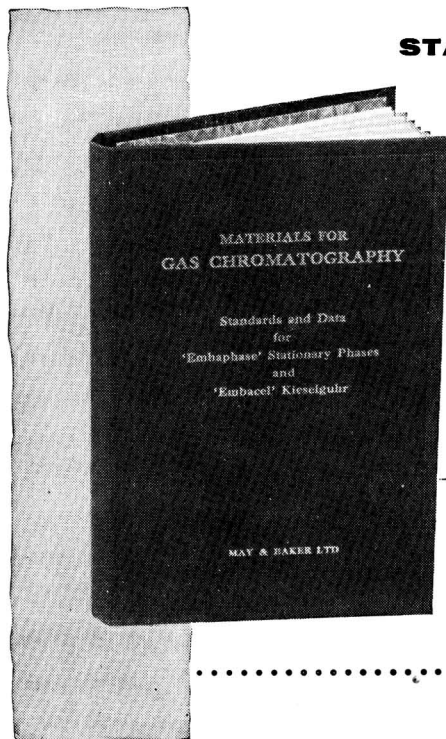 STA
MATERIALS FOR
GAS CHROMATOGRAPHY
Standards and Data
for
'Embaphase' Stationary Phases
and
'Embacel' Kieselguhr
MAY & BAKER LTD